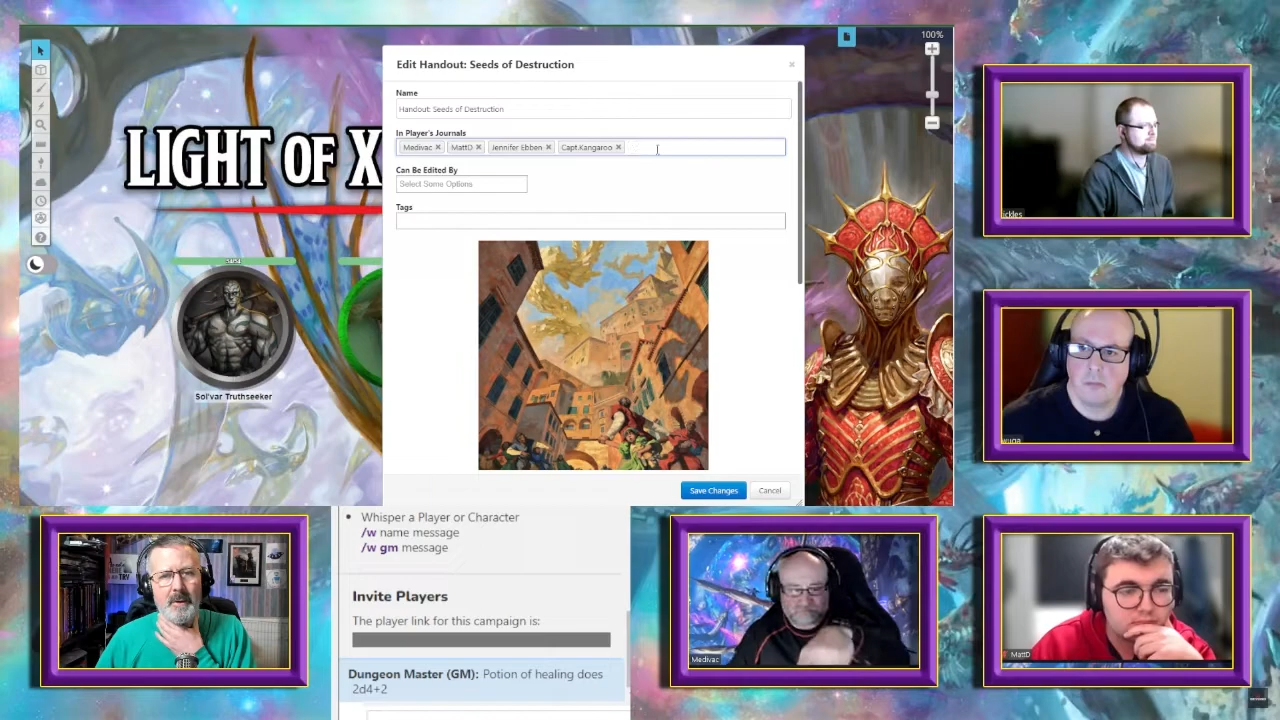 100%
Edit Handout: Seeds of Destruction
×
Name
Handout: Seeds of Destruction
In Player's Journals
Medivac × MattD × Jennifer Ebben × Capt.Kangaroo ×
Can Be Edited By
Select Some Options
Tags
LIGHT OF X
54/54
Sol'var Truthseeker
Save Changes Cancel
ickles
Whisper a Player or Character
/w name message
/w gm message
Invite Players
The player link for this campaign is:
Dungeon Master (GM): Potion of healing does
2d4+2
Medivac
MattD